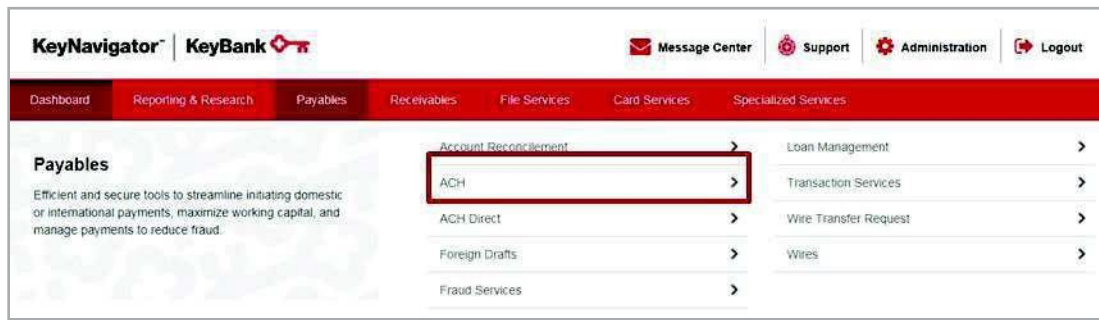 KeyNavigator | KeyBank
Message Center
Support
Administration
Logout
Dashboard
Reporting & Research
Payables
Receivables
File Services
Card Services
Specialized Services
Payables
Efficient and secure tools to streamline initiating domestic
or international payments, maximize working capital, and
manage payments to reduce fraud.
Account Reconcilement
ACH
ACH Direct
Foreign Drafts
Fraud Services
Loan Management
Transaction Services
Wire Transfer Request
Wires